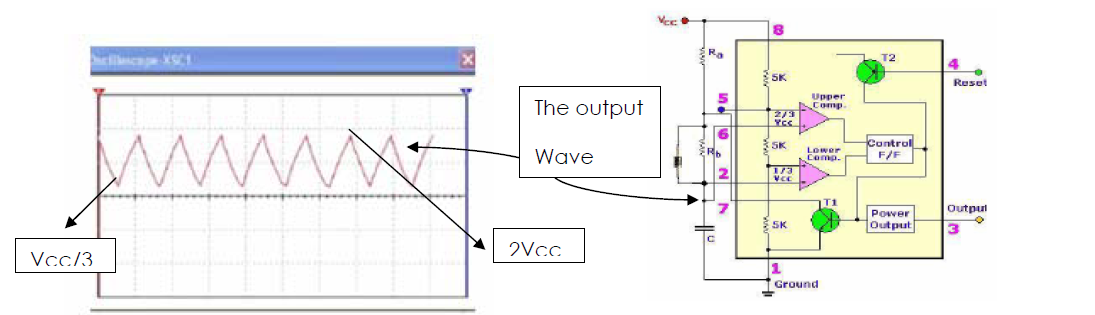 Oscilloscope-XSC1
The output
Wave
Vcc/3
2Vcc
Vcc
8
Ra
5K
T2
4
Reset
5
Upper
Comp.
2/3
Vcc
6
Rb
5K
Control
F/F
Lower
Comp.
1/3
Vcc
2
7
T1
C
5K
Power
Output
Output
3
1
Ground